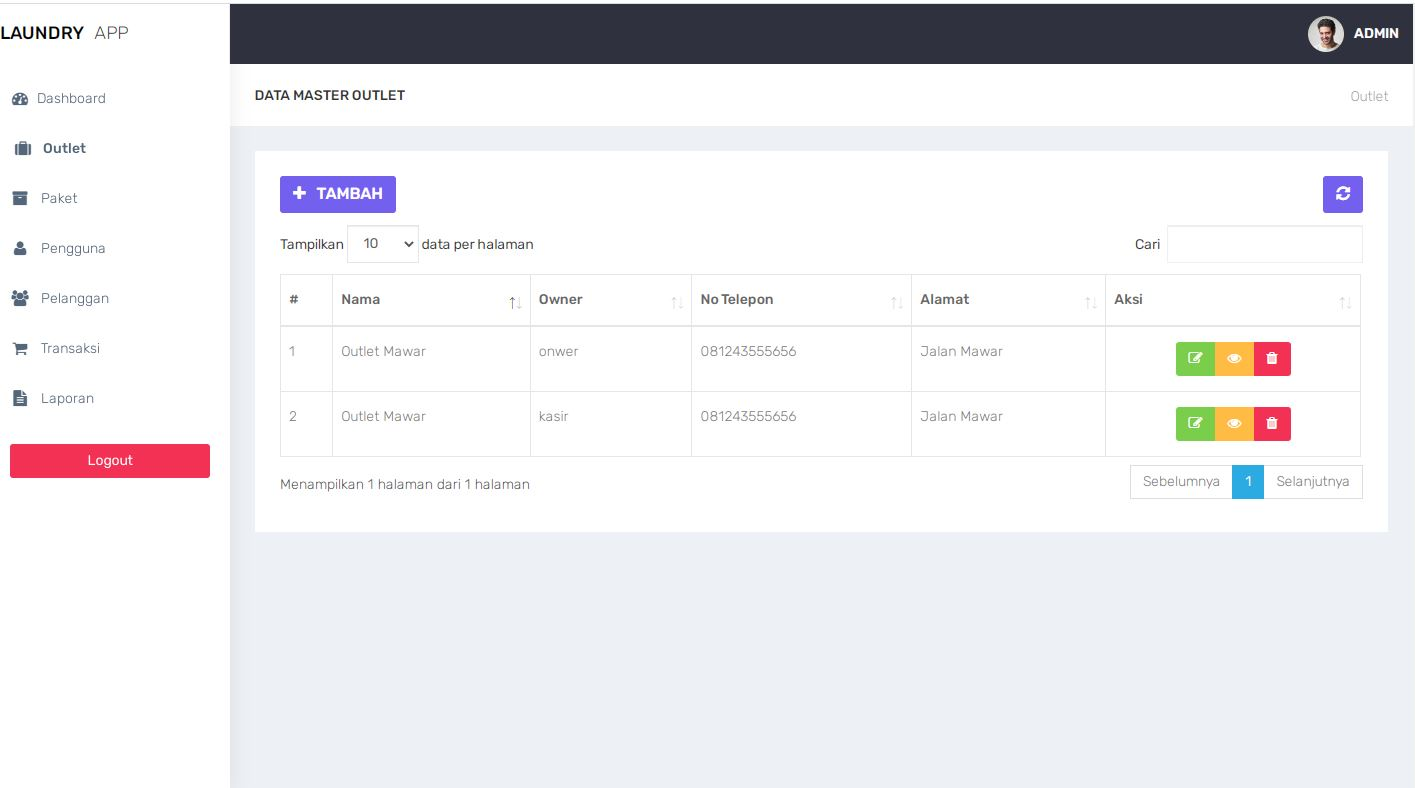 LAUNDRY APP
ADMIN
Dashboard
Outlet
Paket
Pengguna
Pelanggan
Transaksi
Laporan
Logout
DATA MASTER OUTLET
Outlet
TAMBAH
Tampilkan 10 data per halaman
Cari
# Nama Owner No Telepon Alamat Aksi
1 Outlet Mawar onwer 081243555656 Jalan Mawar
2 Outlet Mawar kasir 081243555656 Jalan Mawar
Menampilkan 1 halaman dari 1 halaman
Sebelumnya 1 Selanjutnya